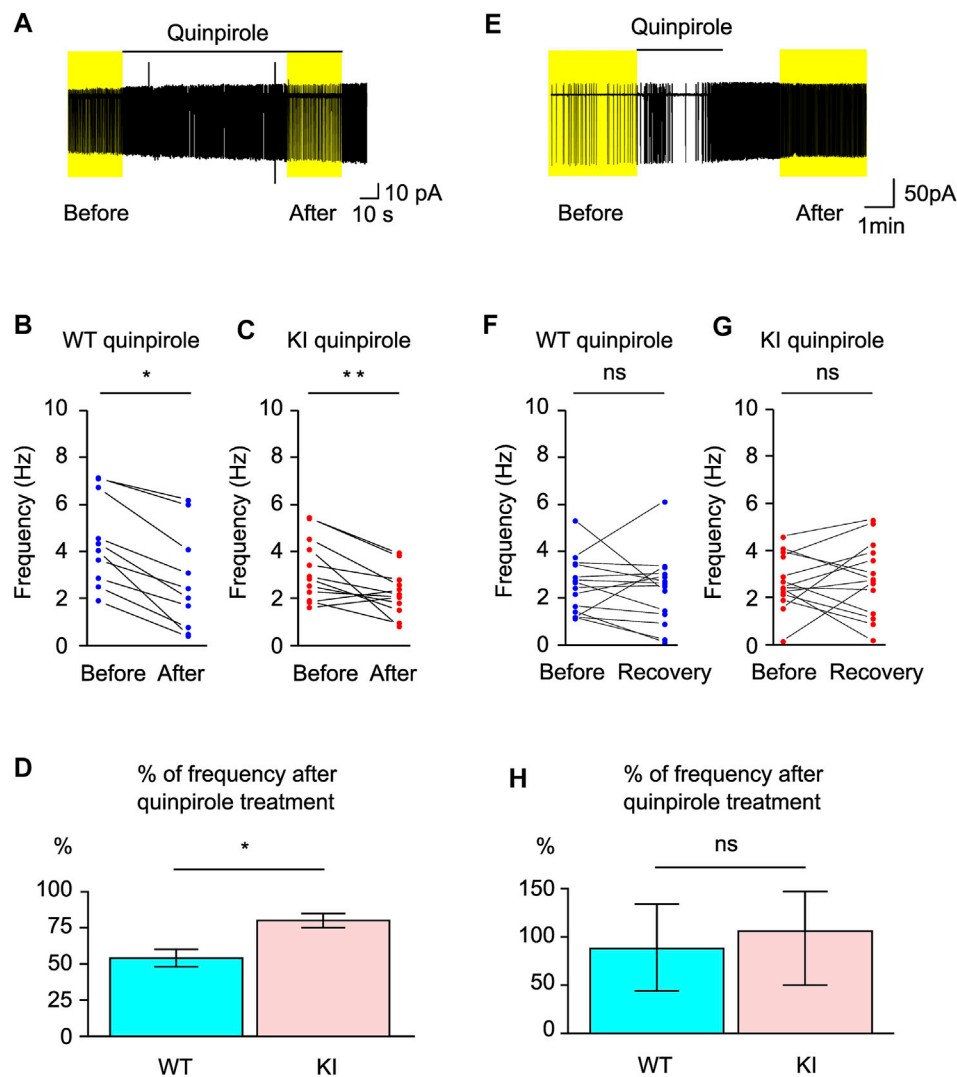 A
Quinpirole
Before
After
10 pA
10 s
E
Quinpirole
Before
After
50pA
1min
B
WT quinpirole
*
Frequency (Hz)
10
8
6
4
2
0
Before After
C
KI quinpirole
**
Frequency (Hz)
10
8
6
4
2
0
Before After
F
WT quinpirole
ns
Frequency (Hz)
10
8
6
4
2
0
Before Recovery
G
KI quinpirole
ns
Frequency (Hz)
10
8
6
4
2
0
Before Recovery
D
% of frequency after
quinpirole treatment
%
*
100
75
50
25
0
WT KI
H
% of frequency after
quinpirole treatment
%
ns
150
100
50
0
WT KI